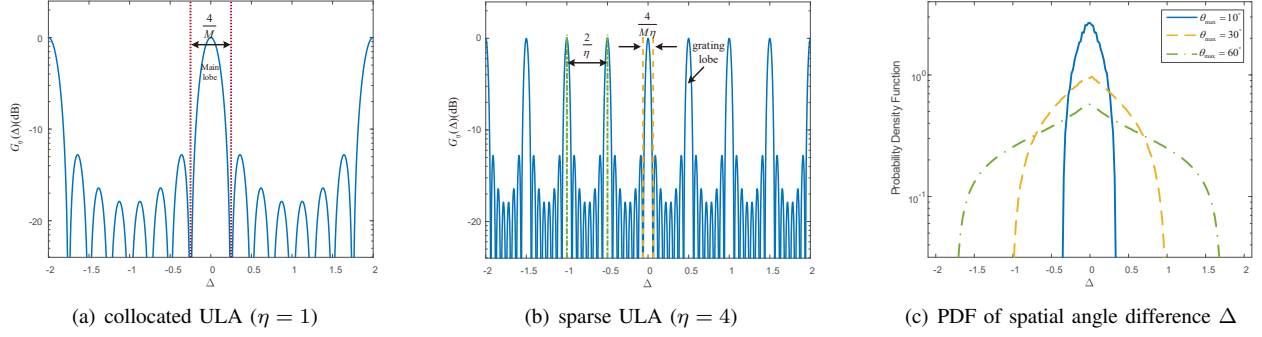 4
M
Main
lobe
G_η(Δ)(dB)
0
-10
-20
-2 -1.5 -1 -0.5 0 0.5 1 1.5 2
Δ
(a) collocated ULA (η = 1)
4
Mη
2
η
grating
lobe
G_η(Δ)(dB)
0
-10
-20
-2 -1.5 -1 -0.5 0 0.5 1 1.5 2
Δ
(b) sparse ULA (η = 4)
θ_max = 10°
θ_max = 30°
θ_max = 60°
Probability Density Function
10^0
10^-1
-2 -1.5 -1 -0.5 0 0.5 1 1.5 2
Δ
(c) PDF of spatial angle difference Δ